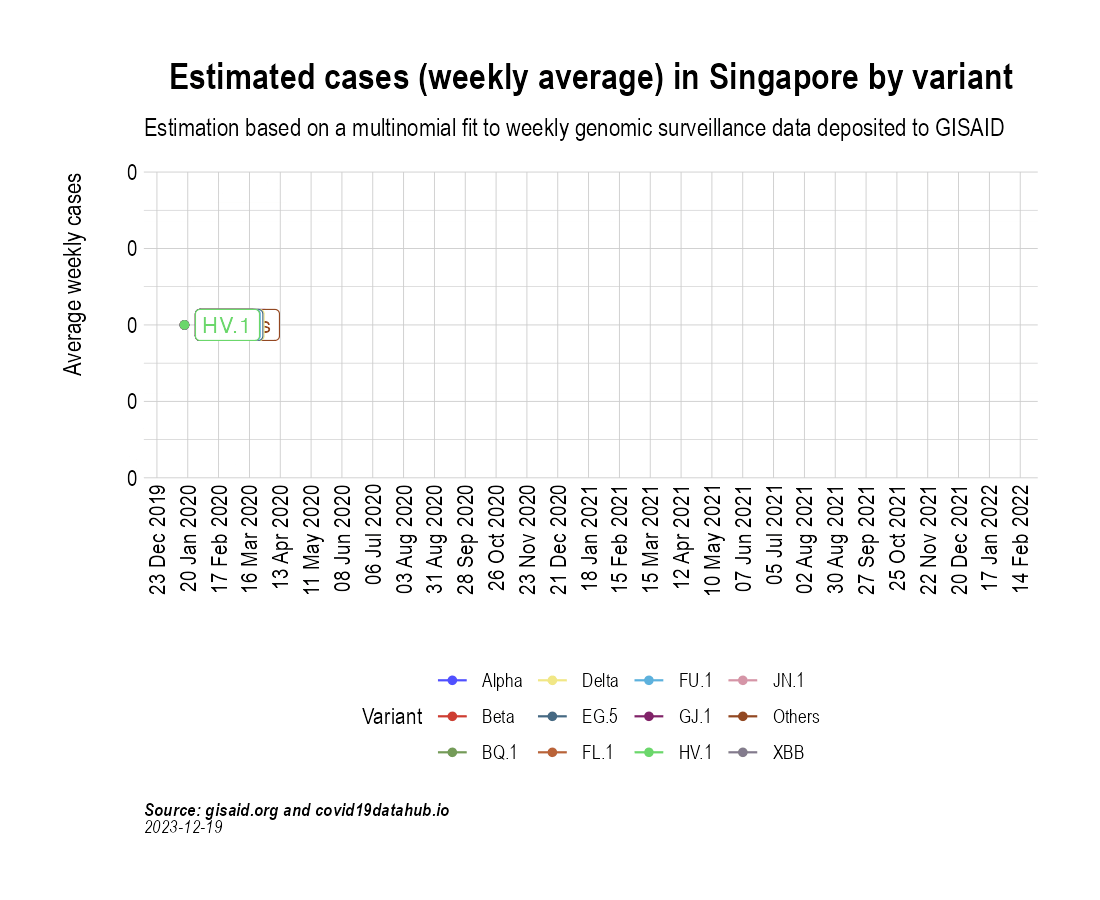 Estimated cases (weekly average) in Singapore by variant
Estimation based on a multinomial fit to weekly genomic surveillance data deposited to GISAID
Average weekly cases
0
0
0
0
0
HV.1
s
23 Dec 2019
20 Jan 2020
17 Feb 2020
16 Mar 2020
13 Apr 2020
11 May 2020
08 Jun 2020
06 Jul 2020
03 Aug 2020
31 Aug 2020
28 Sep 2020
26 Oct 2020
23 Nov 2020
21 Dec 2020
18 Jan 2021
15 Feb 2021
15 Mar 2021
12 Apr 2021
10 May 2021
07 Jun 2021
05 Jul 2021
02 Aug 2021
30 Aug 2021
27 Sep 2021
25 Oct 2021
22 Nov 2021
20 Dec 2021
17 Jan 2022
14 Feb 2022
Alpha Delta FU.1 JN.1
Variant Beta EG.5 GJ.1 Others
BQ.1 FL.1 HV.1 XBB
Source: gisaid.org and covid19datahub.io
2023-12-19